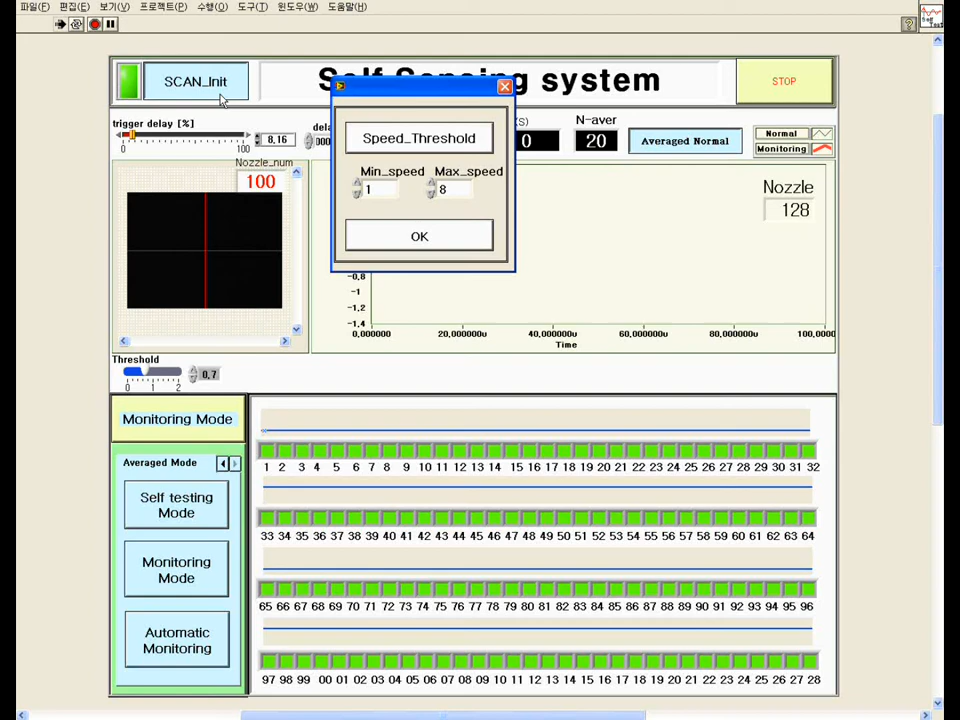 파일(F) 편집(E) 보기(V) 프로젝트(P) 수행(O) 도구(T) 윈도우(W) 도움말(H)
SCAN_Init
Self Sensing system
STOP
trigger delay [%]
0 100
8,16
dela
000
(S)
0
N-aver
20
Averaged Normal
Normal
Monitoring
Speed_Threshold
Min_speed Max_speed
1 8
OK
Nozzle_num
100
Nozzle
128
-0,8
-1
-1,2
-1,4
0,000000 20,000000u 40,000000u 60,000000u 80,000000u 100,0000
Time
Threshold
0 1 2
0,7
Monitoring Mode
Averaged Mode
Self testing
Mode
Monitoring
Mode
Automatic
Monitoring
1 2 3 4 5 6 7 8 9 10 11 12 13 14 15 16 17 18 19 20 21 22 23 24 25 26 27 28 29 30 31 32
33 34 35 36 37 38 39 40 41 42 43 44 45 46 47 48 49 50 51 52 53 54 55 56 57 58 59 60 61 62 63 64
65 66 67 68 69 70 71 72 73 74 75 76 77 78 79 80 81 82 83 84 85 86 87 88 89 90 91 92 93 94 95 96
97 98 99 00 01 02 03 04 05 06 07 08 09 10 11 12 13 14 15 16 17 18 19 20 21 22 23 24 25 26 27 28